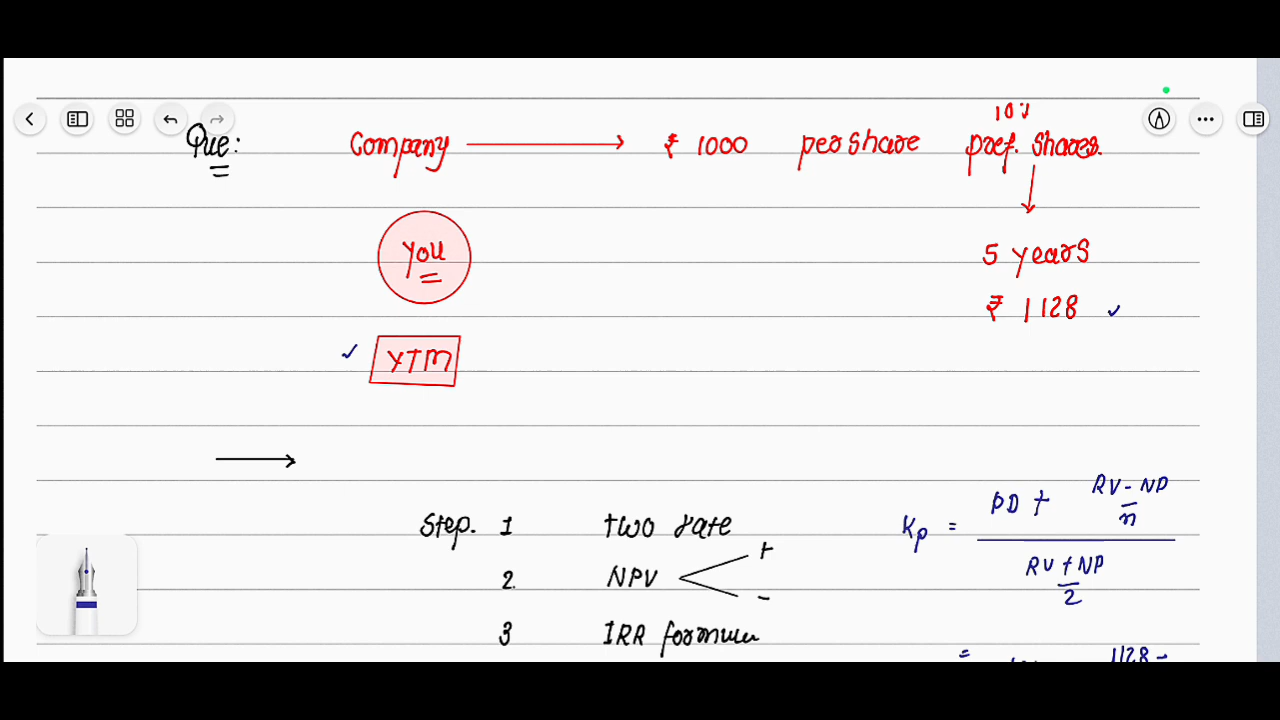 10%
Que: Company → ₹ 1000 per share pref. Shares.
You
5 years
₹ 1128 ✓
✓ YTM
→
RV - NP
PD + n
Step. 1 two rate Kp =
RV + NP
2
2. NPV + -
3 IRR formula
= 1128 -